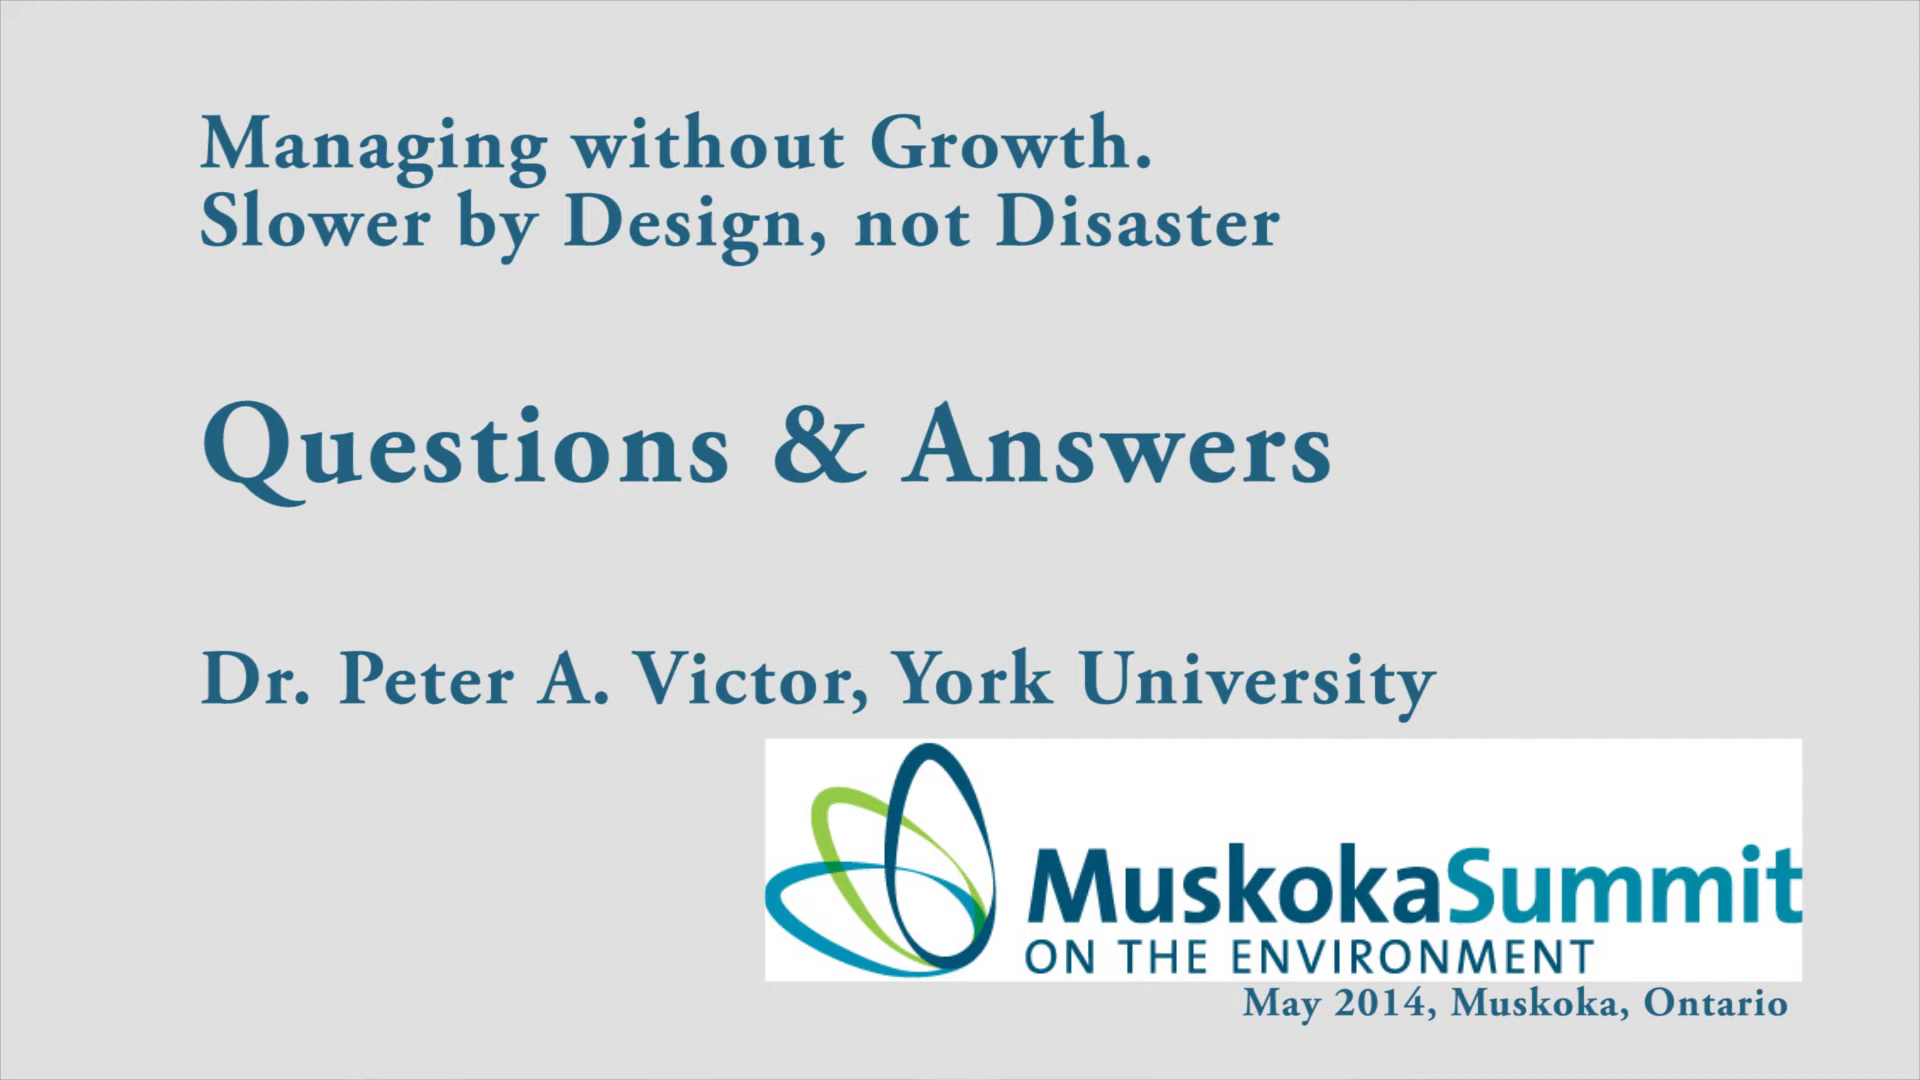 Managing without Growth.
Slower by Design, not Disaster
Questions & Answers
Dr. Peter A. Victor, York University
MuskokaSummit
ON THE ENVIRONMENT
May 2014, Muskoka, Ontario